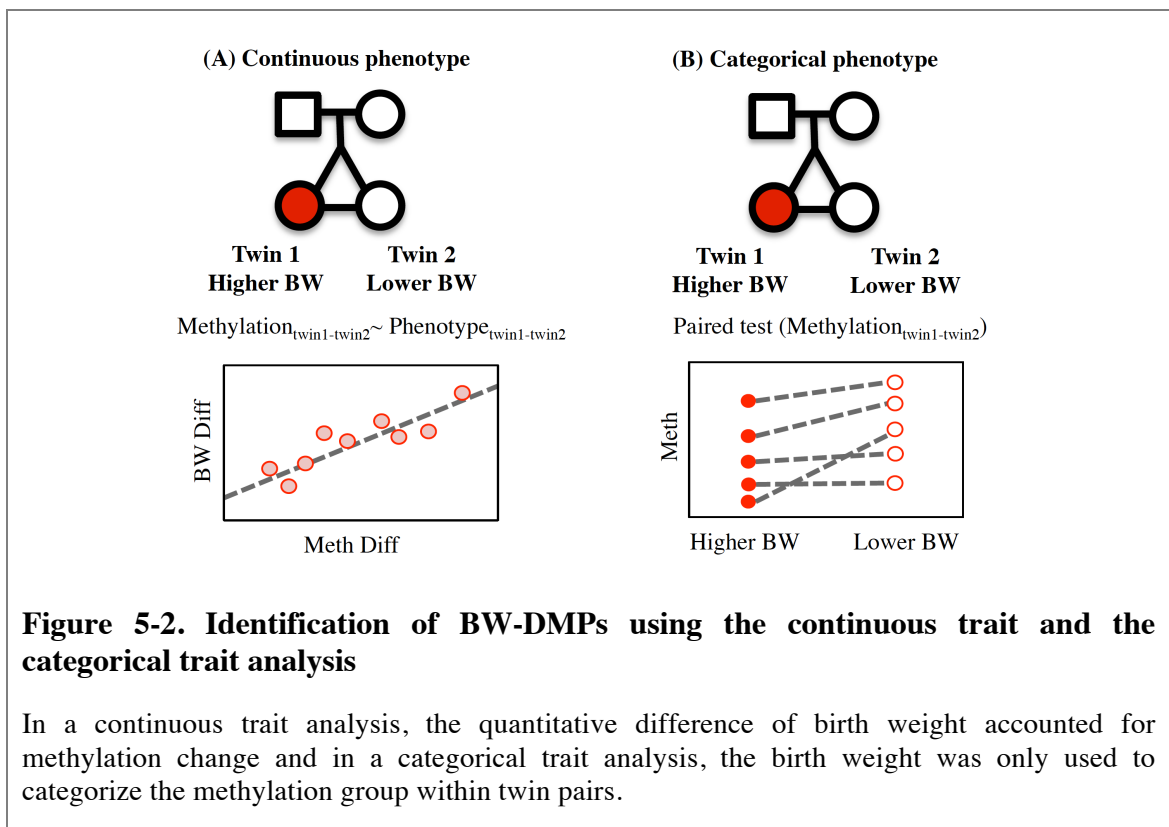 (A) Continuous phenotype
Twin 1
Higher BW
Twin 2
Lower BW
Methylationtwin1-twin2~ Phenotypetwin1-twin2
BW Diff
Meth Diff
(B) Categorical phenotype
Twin 1
Higher BW
Twin 2
Lower BW
Paired test (Methylationtwin1-twin2)
Meth
Higher BW
Lower BW
Figure 5-2. Identification of BW-DMPs using the continuous trait and the
categorical trait analysis
In a continuous trait analysis, the quantitative difference of birth weight accounted for
methylation change and in a categorical trait analysis, the birth weight was only used to
categorize the methylation group within twin pairs.